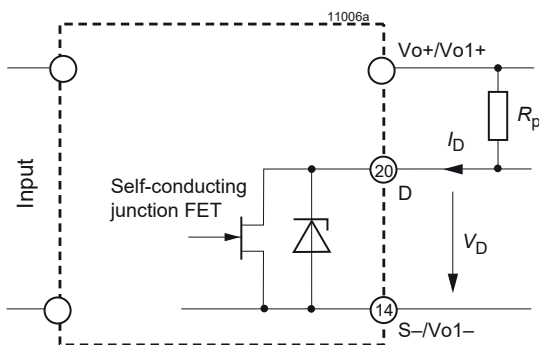 11006a
Vo+/Vo1+
Rp
ID
20
D
Input
Self-conducting
junction FET
VD
14
S–/Vo1–